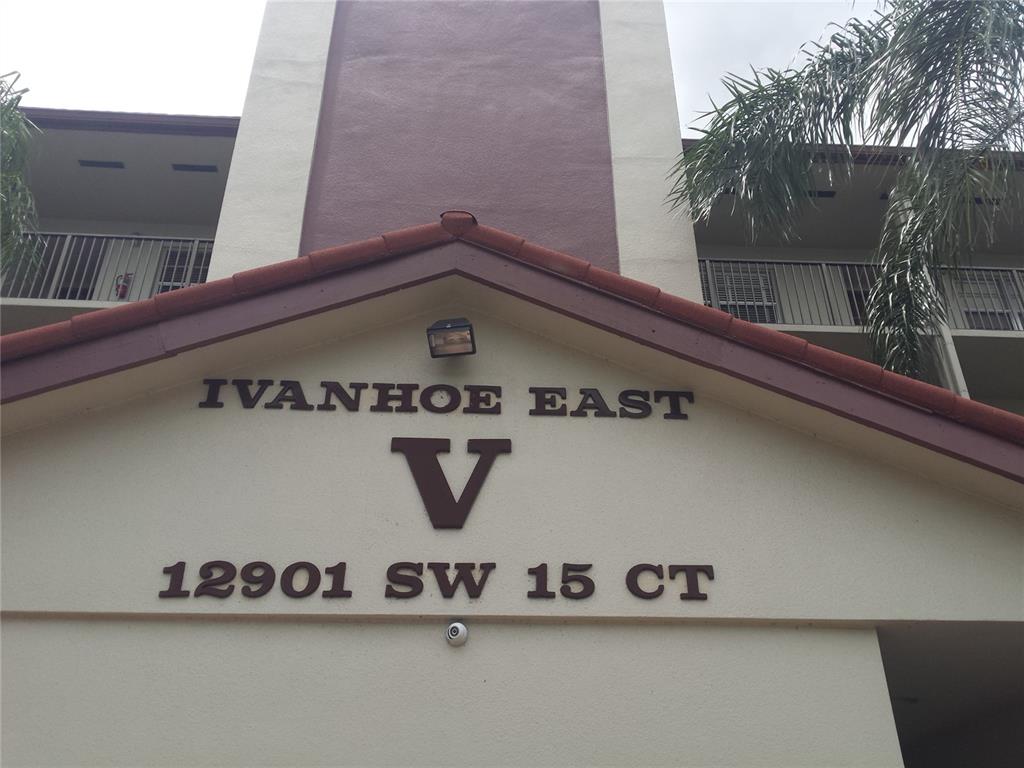 IVANHOE EAST
V
12901 SW 15 CT